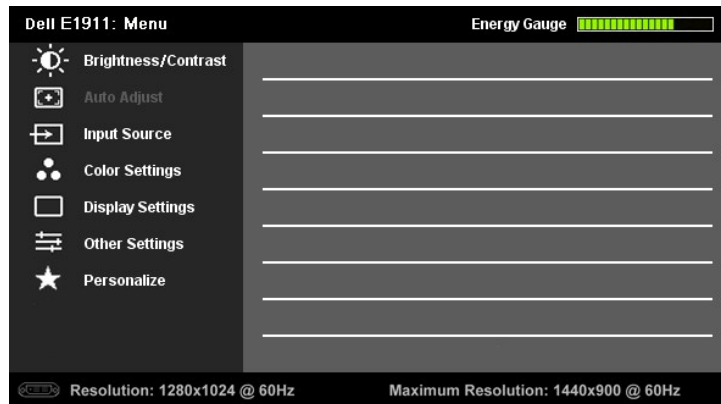 Dell E1911: Menu
Energy Gauge
Brightness/Contrast
Auto Adjust
Input Source
Color Settings
Display Settings
Other Settings
Personalize
Resolution: 1280x1024 @ 60Hz
Maximum Resolution: 1440x900 @ 60Hz